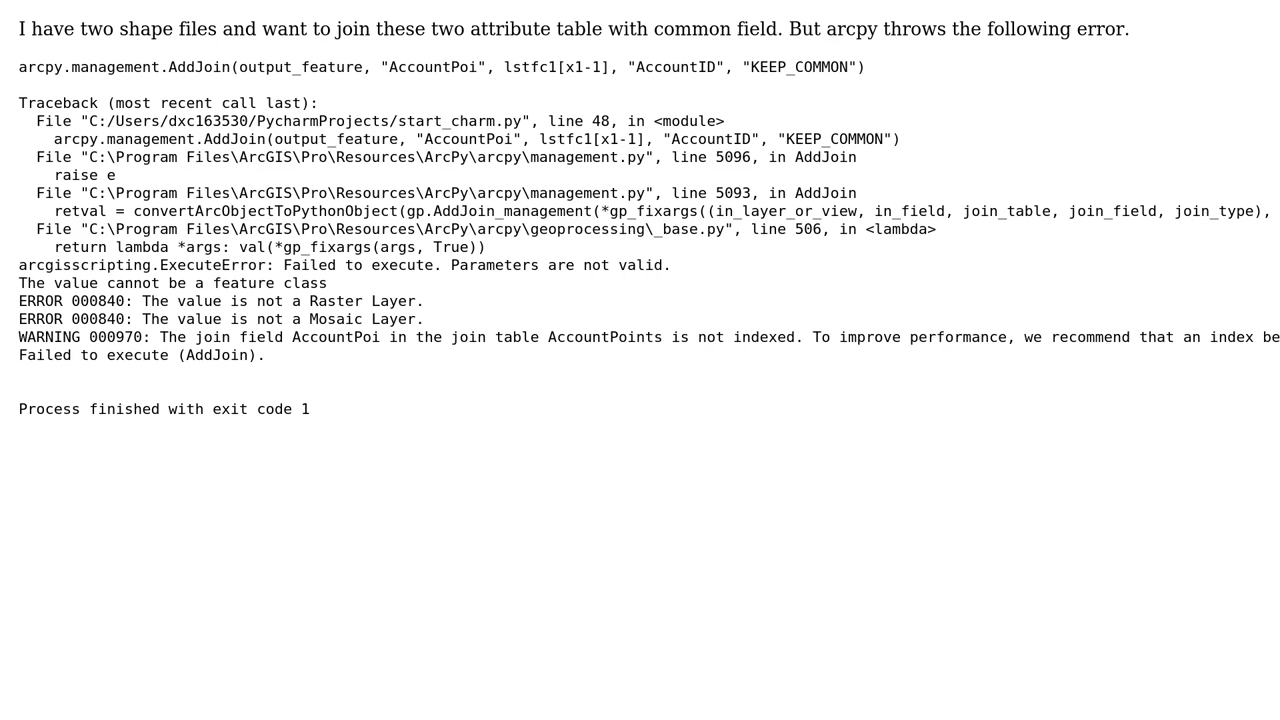 I have two shape files and want to join these two attribute table with common field. But arcpy throws the following error.
arcpy.management.AddJoin(output_feature, "AccountPoi", lstfc1[x1-1], "AccountID", "KEEP_COMMON")
Traceback (most recent call last):
  File "C:/Users/dxc163530/PycharmProjects/start_charm.py", line 48, in <module>
    arcpy.management.AddJoin(output_feature, "AccountPoi", lstfc1[x1-1], "AccountID", "KEEP_COMMON")
  File "C:\Program Files\ArcGIS\Pro\Resources\ArcPy\arcpy\management.py", line 5096, in AddJoin
    raise e
  File "C:\Program Files\ArcGIS\Pro\Resources\ArcPy\arcpy\management.py", line 5093, in AddJoin
    retval = convertArcObjectToPythonObject(gp.AddJoin_management(*gp_fixargs((in_layer_or_view, in_field, join_table, join_field, join_type),
  File "C:\Program Files\ArcGIS\Pro\Resources\ArcPy\arcpy\geoprocessing\_base.py", line 506, in <lambda>
    return lambda *args: val(*gp_fixargs(args, True))
arcgisscripting.ExecuteError: Failed to execute. Parameters are not valid.
The value cannot be a feature class
ERROR 000840: The value is not a Raster Layer.
ERROR 000840: The value is not a Mosaic Layer.
WARNING 000970: The join field AccountPoi in the join table AccountPoints is not indexed. To improve performance, we recommend that an index be
Failed to execute (AddJoin).
Process finished with exit code 1